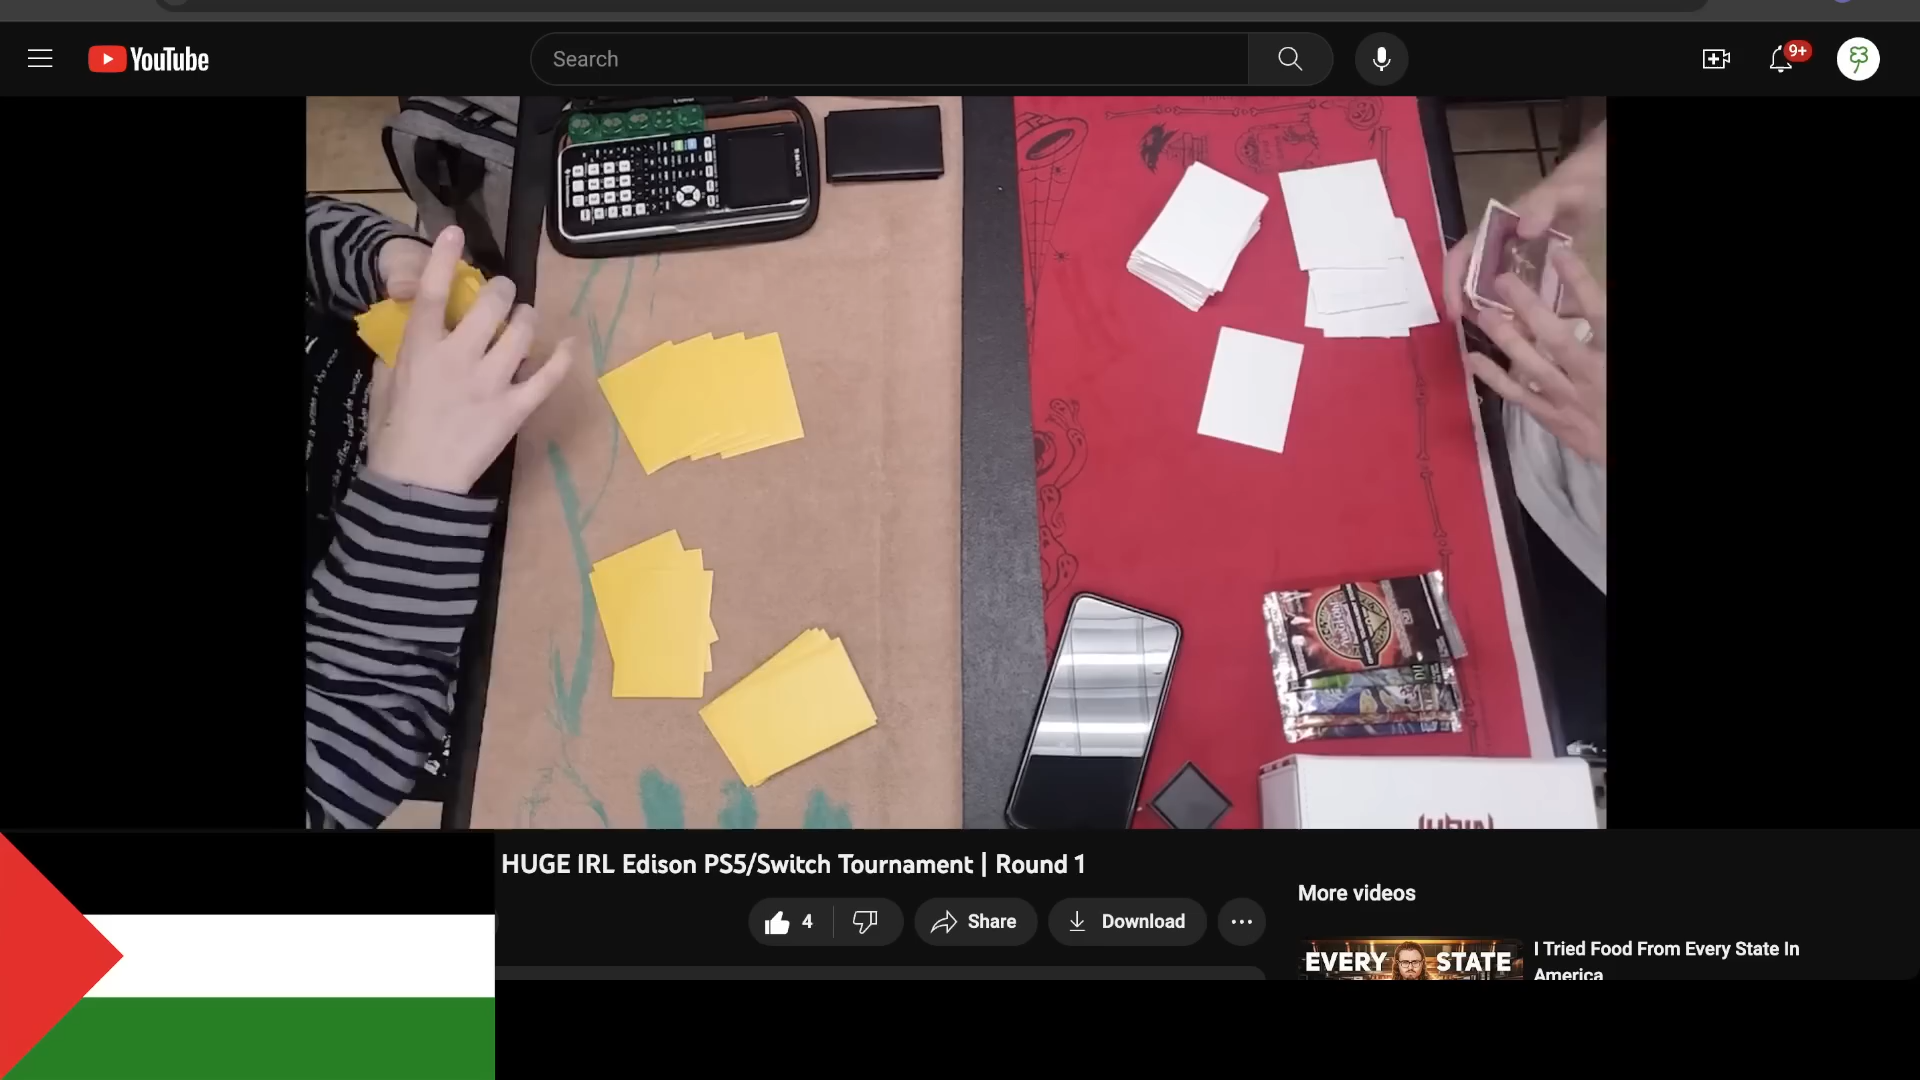 YouTube
Search
9+
HUGE IRL Edison PS5/Switch Tournament | Round 1
4
Share
Download
More videos
EVERY STATE
I Tried Food From Every State In
America